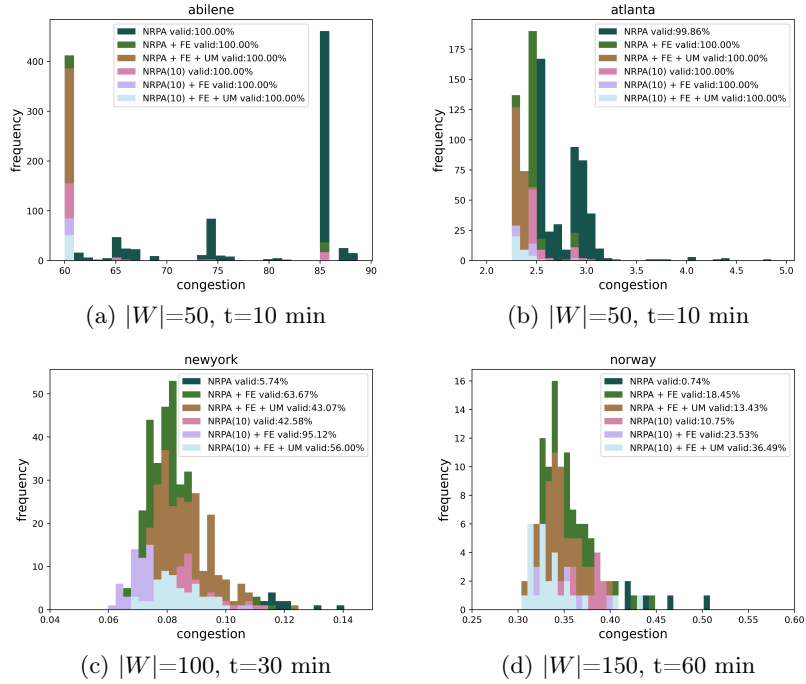 abilene
NRPA valid:100.00%
NRPA + FE valid:100.00%
NRPA + FE + UM valid:100.00%
NRPA(10) valid:100.00%
NRPA(10) + FE valid:100.00%
NRPA(10) + FE + UM valid:100.00%
frequency
400
300
200
100
0
60 65 70 75 80 85 90
congestion
(a) |W|=50, t=10 min
atlanta
NRPA valid:99.86%
NRPA + FE valid:100.00%
NRPA + FE + UM valid:100.00%
NRPA(10) valid:100.00%
NRPA(10) + FE valid:100.00%
NRPA(10) + FE + UM valid:100.00%
frequency
175
150
125
100
75
50
25
0
2.0 2.5 3.0 3.5 4.0 4.5 5.0
congestion
(b) |W|=50, t=10 min
newyork
NRPA valid:5.74%
NRPA + FE valid:63.67%
NRPA + FE + UM valid:43.07%
NRPA(10) valid:42.58%
NRPA(10) + FE valid:95.12%
NRPA(10) + FE + UM valid:56.00%
frequency
50
40
30
20
10
0
0.04 0.06 0.08 0.10 0.12 0.14
congestion
(c) |W|=100, t=30 min
norway
NRPA valid:0.74%
NRPA + FE valid:18.45%
NRPA + FE + UM valid:13.43%
NRPA(10) valid:10.75%
NRPA(10) + FE valid:23.53%
NRPA(10) + FE + UM valid:36.49%
frequency
16
14
12
10
8
6
4
2
0
0.25 0.30 0.35 0.40 0.45 0.50 0.55 0.60
congestion
(d) |W|=150, t=60 min